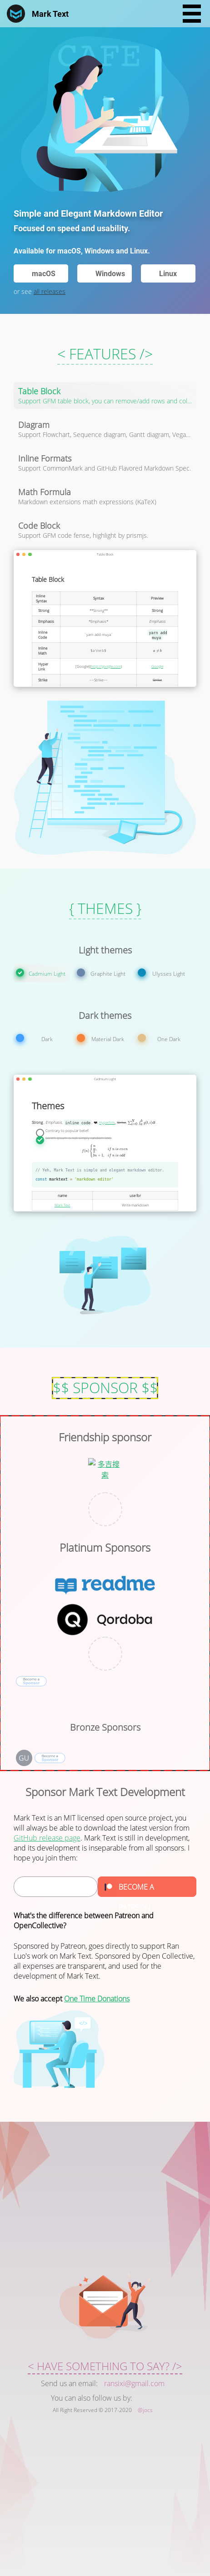 Mark Text
CAFE
Simple and Elegant Markdown Editor
Focused on speed and usability.
Available for macOS, Windows and Linux.
macOS
Windows
Linux
or see all releases
< FEATURES />
Table Block
Support GFM table block, you can remove/add rows and col...
Diagram
Support Flowchart, Sequence diagram, Gantt diagram, Vega...
Inline Formats
Support CommonMark and GitHub Flavored Markdown Spec.
Math Formula
Markdown extensions math expressions (KaTeX)
Code Block
Support GFM code fense, highlight by prismjs.
Table Block
Table Block
Inline Syntax
Syntax
Preview
Strong
**Strong**
Strong
Emphasis
*Emphasis*
Emphasis
Inline Code
Hyper Link
Strike
{ THEMES }
Light themes
Cadmium Light
Graphite Light
Ulysses Light
Dark themes
Dark
Material Dark
One Dark
Cadmium Light
Themes
Strong
Emphasis
inline code
// Yes, Mark Text is simple and elegant markdown editor.
const marktext = 'markdown editor'
name
userful
Mark Text
Write markdown
$$ SPONSOR $$
Friendship sponsor
多吉搜
索
Platinum Sponsors
readme
Qordoba
Become a
Sponsor
Bronze Sponsors
GU
Become a
Sponsor
Sponsor Mark Text Development
Mark Text is an MIT licensed open source project, you
will always be able to download the latest version from
GitHub release page. Mark Text is still in development,
and its development is inseparable from all sponsors. I
hope you join them:
BECOME A
What's the difference between Patreon and
OpenCollective?
Sponsored by Patreon, goes directly to support Ran
Luo's work on Mark Text. Sponsored by Open Collective,
all expenses are transparent, and used for the
development of Mark Text.
We also accept One Time Donations
< HAVE SOMETHING TO SAY? />
Send us an email: ransixi@gmail.com
You can also follow us by:
All Right Reserved © 2017-2020 @Jocs